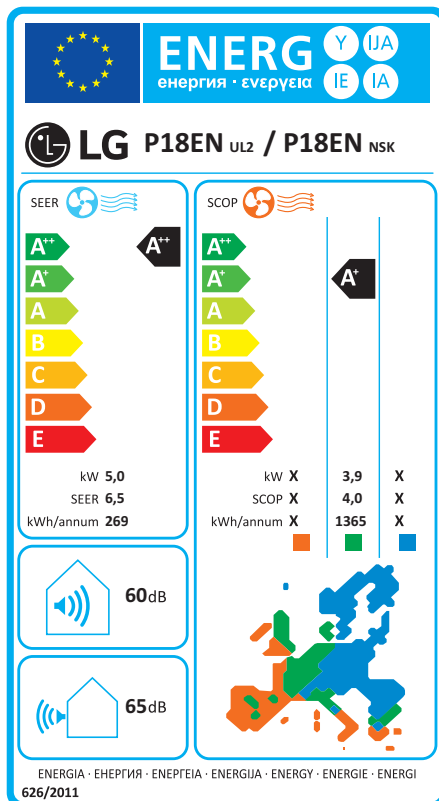 ENERG Y IJA IE IA
енергия · ενεργεια
LG P18EN UL2 / P18EN NSK
SEER
A++ A++
A+
A
B
C
D
E
kW 5,0
SEER 6,5
kWh/annum 269
SCOP
A++
A+ A+
A
B
C
D
E
kW X 3,9 X
SCOP X 4,0 X
kWh/annum X 1365 X
60dB
65dB
ENERGIA · ЕНЕРГИЯ · ΕΝΕΡΓΕΙΑ · ENERGIJA · ENERGY · ENERGIE · ENERGI
626/2011